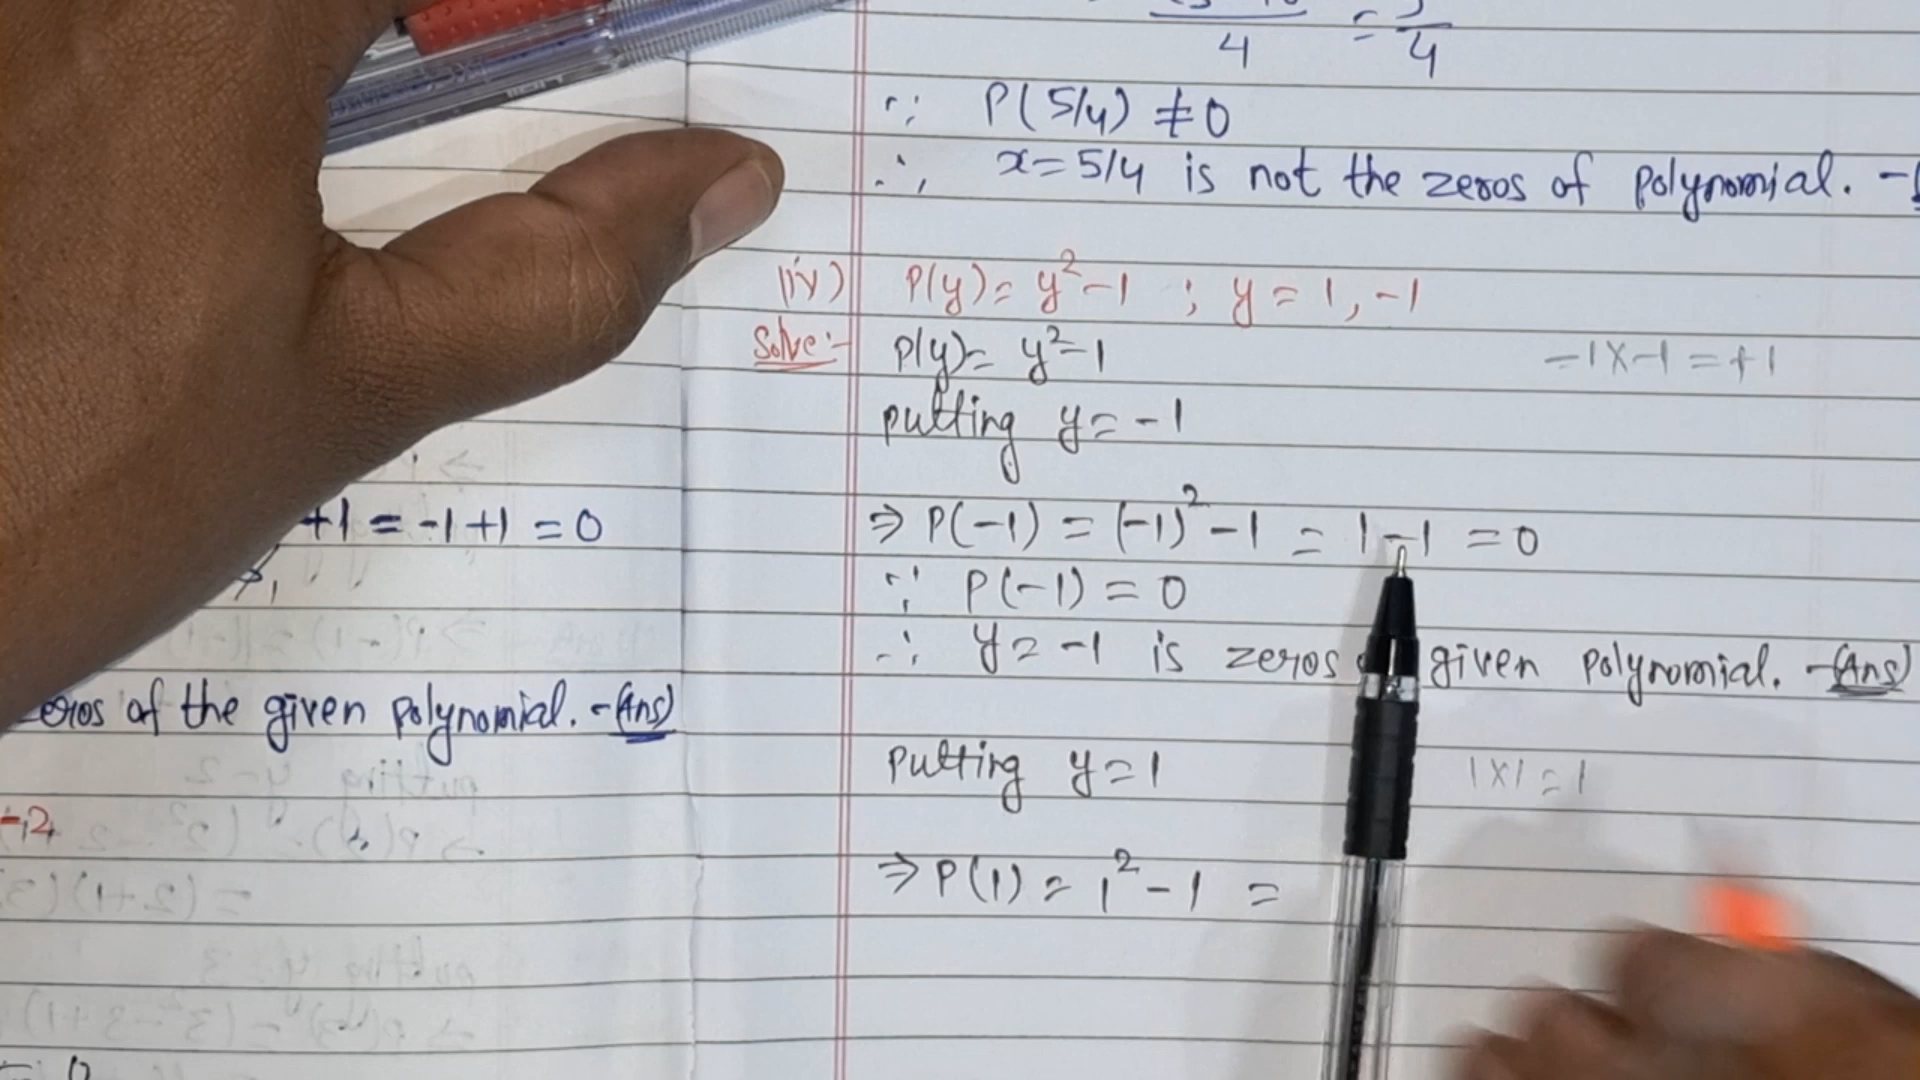 +1 = -1+1 = 0
zeros of the given polynomial. -(Ans)
-,2
4 = 4
∵ P(5/4) ≠ 0
∴ x = 5/4 is not the zeros of polynomial. -
(iv) P(y) = y² - 1 ; y = 1, -1
Solve:- P(y) = y² - 1
-1 X -1 = +1
putting y = -1
⇒ P(-1) = (-1)² - 1 = 1 - 1 = 0
∵ P(-1) = 0
∴ y = -1 is zeros given polynomial. -(Ans)
putting y = 1
1 X 1 = 1
⇒ P(1) = 1² - 1 =